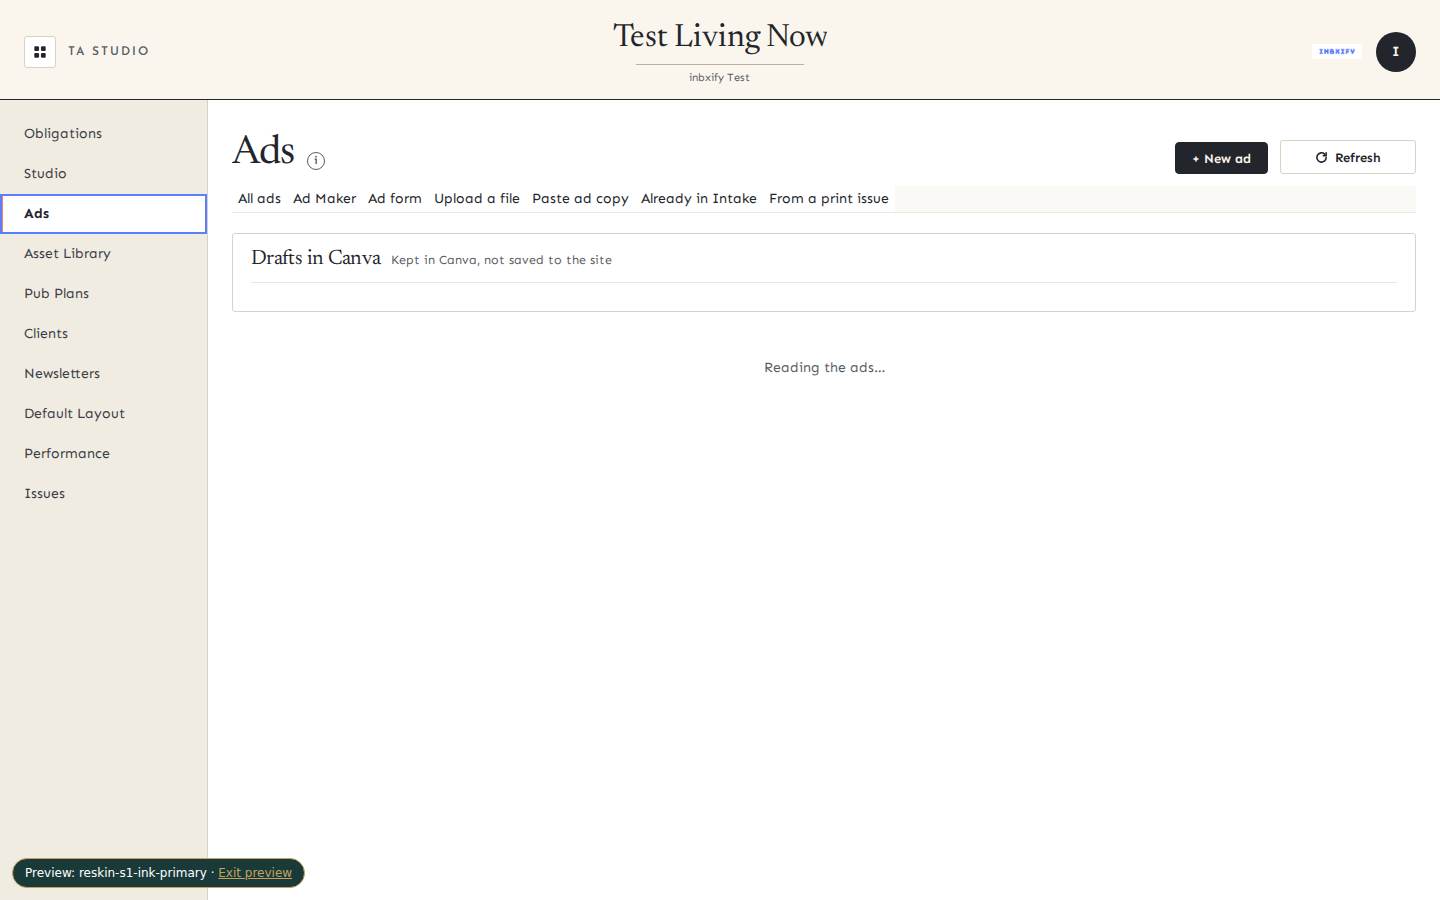 TA STUDIO
Test Living Now
inbxify Test
INBXIFY
I
Obligations
Studio
Ads
Asset Library
Pub Plans
Clients
Newsletters
Default Layout
Performance
Issues
Ads
i
+ New ad
Refresh
All ads Ad Maker Ad form Upload a file Paste ad copy Already in Intake From a print issue
Drafts in Canva Kept in Canva, not saved to the site
Reading the ads...
Preview: reskin-s1-ink-primary · Exit preview